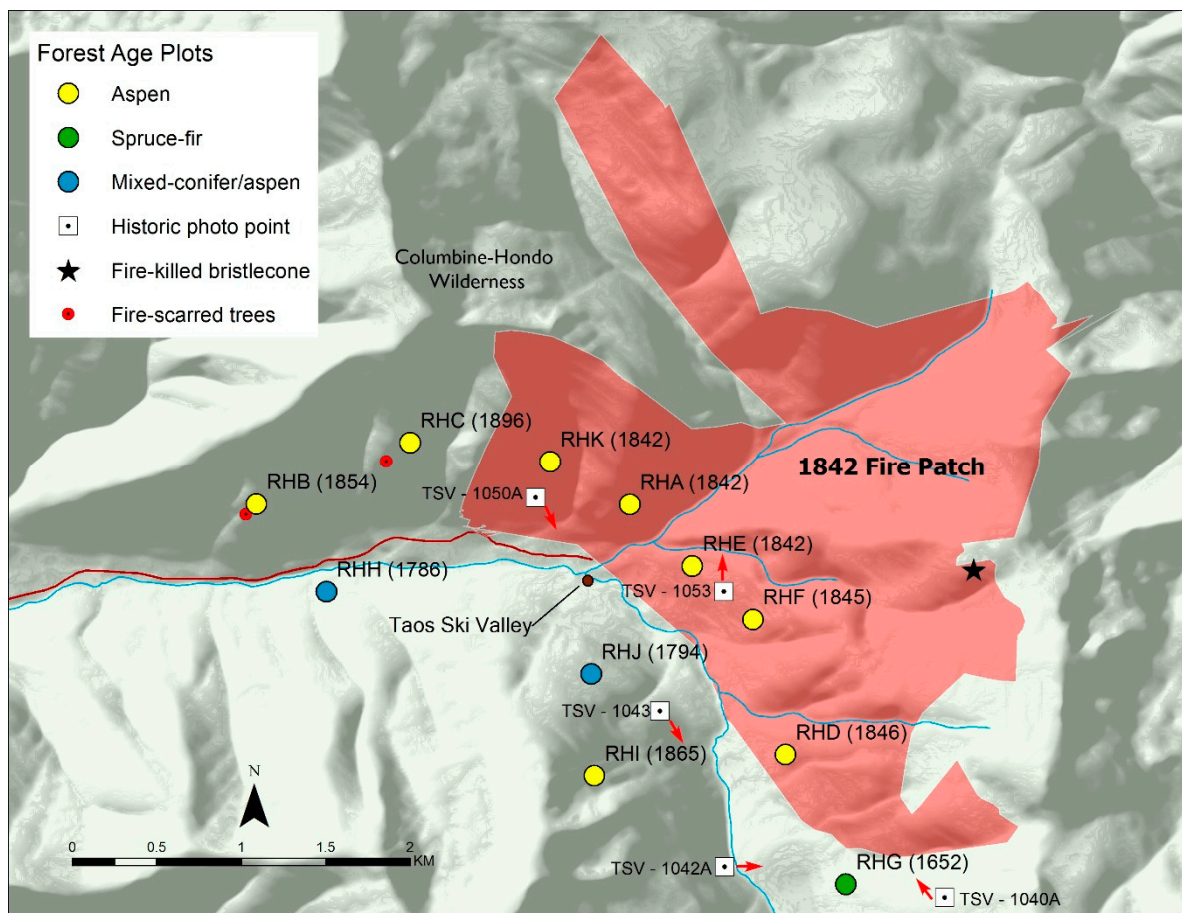 Forest Age Plots
Aspen
Spruce-fir
Mixed-conifer/aspen
Historic photo point
Fire-killed bristlecone
Fire-scarred trees
Columbine-Hondo
Wilderness
RHC (1896)
RHK (1842)
1842 Fire Patch
RHB (1854)
TSV - 1050A
RHA (1842)
RHE (1842)
RHH (1786)
TSV - 1053
RHF (1845)
Taos Ski Valley
RHJ (1794)
TSV - 1043
RHD (1846)
RHI (1865)
N
0 0.5 1 1.5 2
KM
TSV - 1042A
RHG (1652)
TSV - 1040A